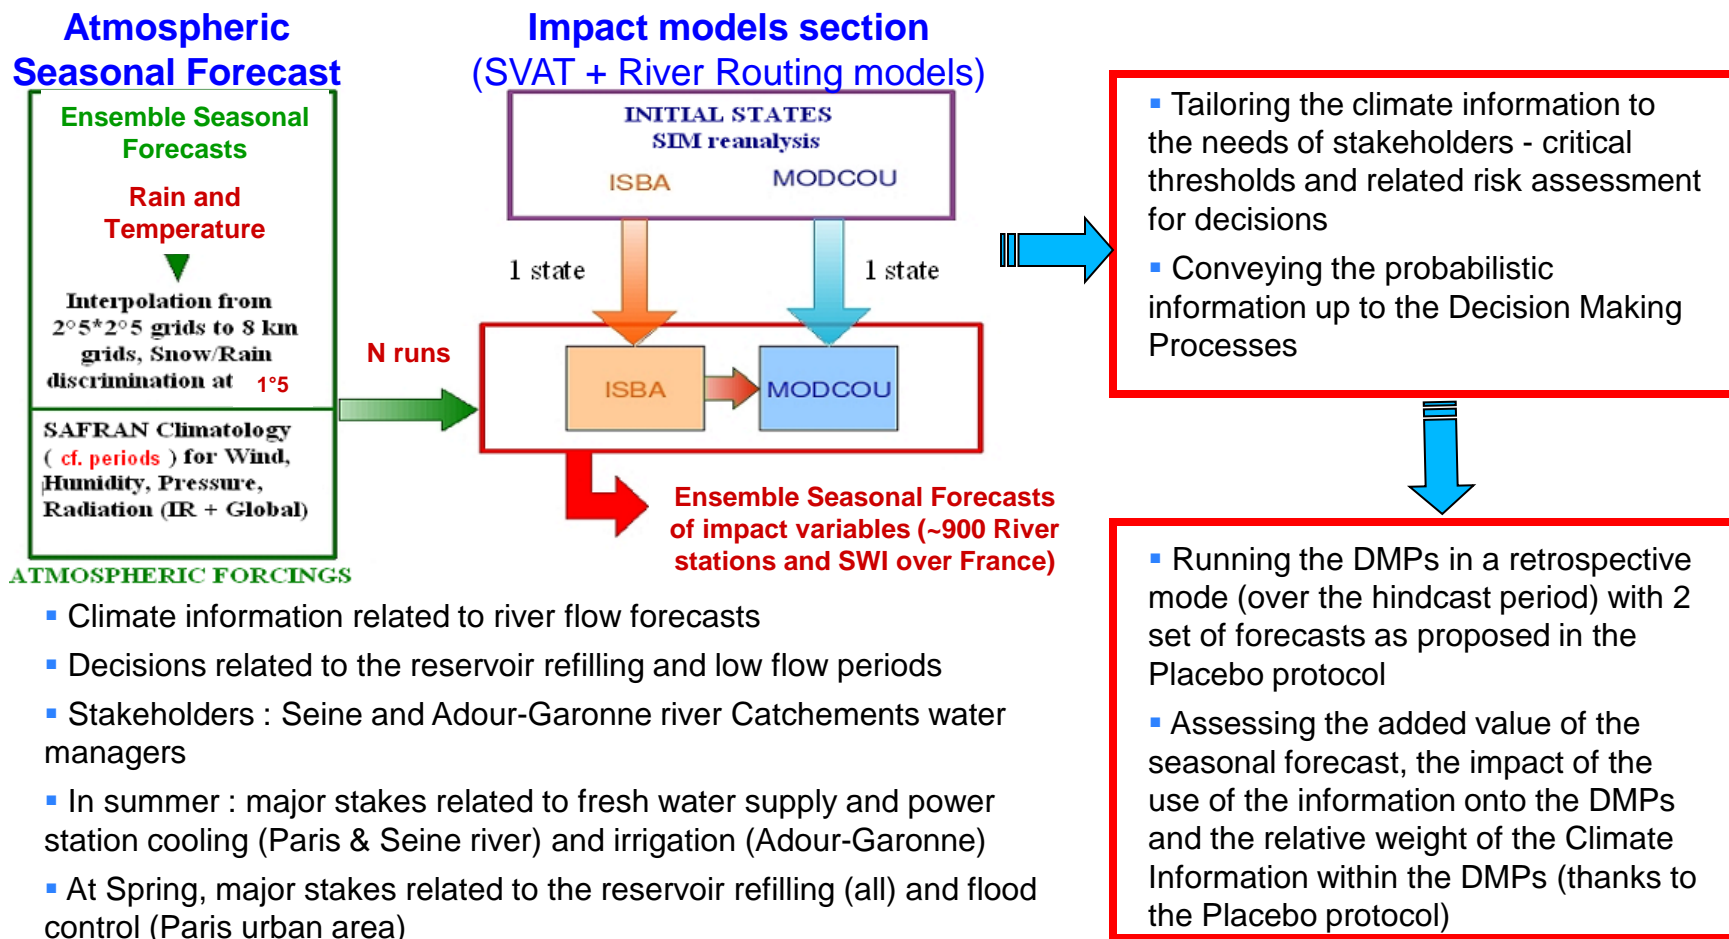 Atmospheric
Seasonal Forecast
Ensemble Seasonal
Forecasts
Rain and
Temperature
Interpolation from
2°5*2°5 grids to 8 km
grids, Snow/Rain
discrimination at 1°5
SAFRAN Climatology
( cf. periods ) for Wind,
Humidity, Pressure,
Radiation (IR + Global)
ATMOSPHERIC FORCINGS
N runs
Impact models section
(SVAT + River Routing models)
INITIAL STATES
SIM reanalysis
ISBA MODCOU
1 state 1 state
ISBA MODCOU
Ensemble Seasonal Forecasts
of impact variables (~900 River
stations and SWI over France)
▪ Climate information related to river flow forecasts
▪ Decisions related to the reservoir refilling and low flow periods
▪ Stakeholders : Seine and Adour-Garonne river Catchements water
managers
▪ In summer : major stakes related to fresh water supply and power
station cooling (Paris & Seine river) and irrigation (Adour-Garonne)
▪ At Spring, major stakes related to the reservoir refilling (all) and flood
control (Paris urban area)
▪ Tailoring the climate information to
the needs of stakeholders - critical
thresholds and related risk assessment
for decisions
▪ Conveying the probabilistic
information up to the Decision Making
Processes
▪ Running the DMPs in a retrospective
mode (over the hindcast period) with 2
set of forecasts as proposed in the
Placebo protocol
▪ Assessing the added value of the
seasonal forecast, the impact of the
use of the information onto the DMPs
and the relative weight of the Climate
Information within the DMPs (thanks to
the Placebo protocol)